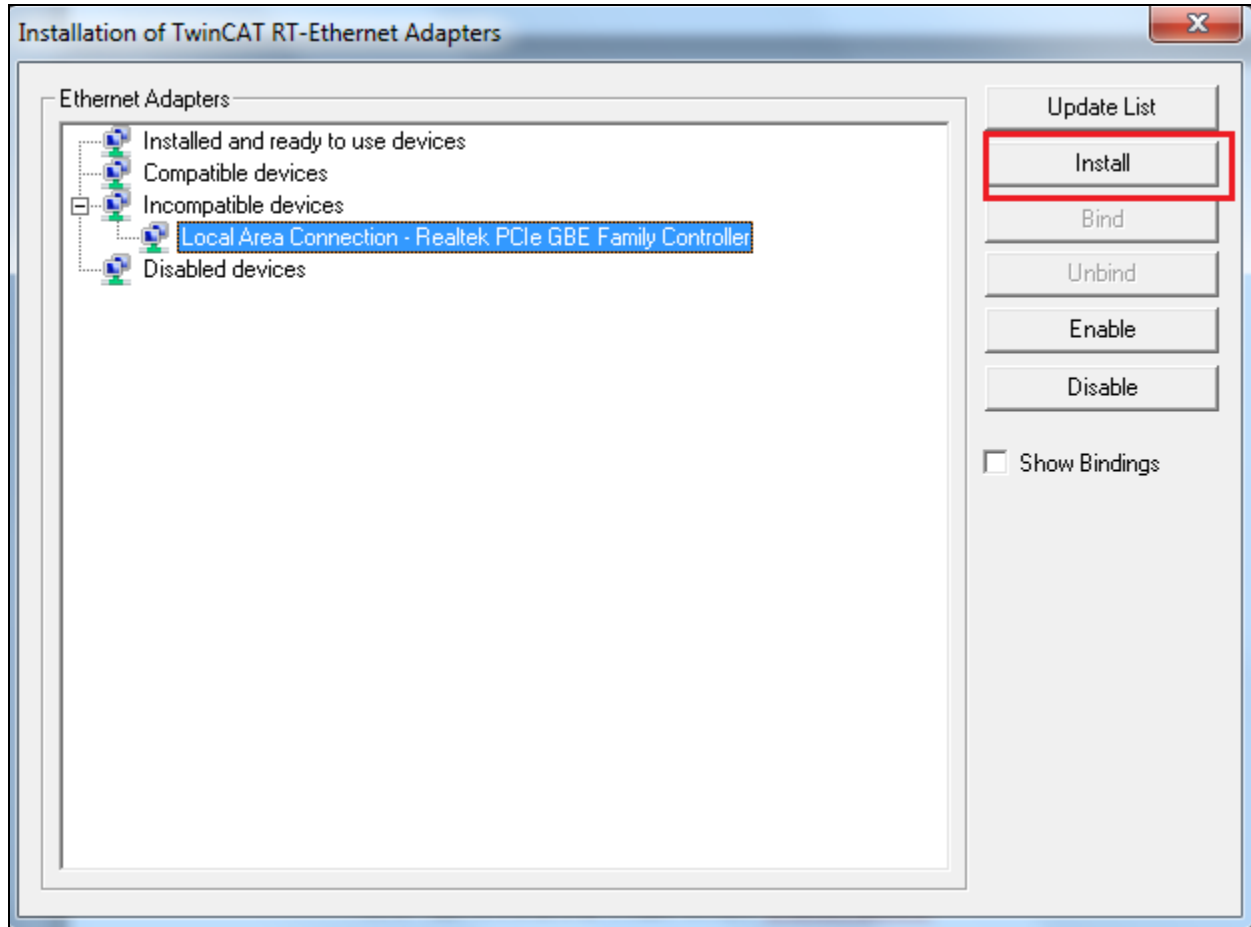 Installation of TwinCAT RT-Ethernet Adapters
Ethernet Adapters
Installed and ready to use devices
Compatible devices
Incompatible devices
Local Area Connection - Realtek PCIe GBE Family Controller
Disabled devices
Update List
Install
Bind
Unbind
Enable
Disable
Show Bindings